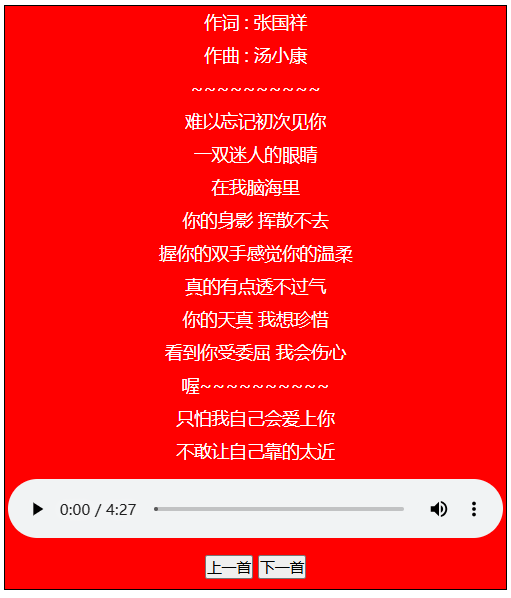 作词 : 张国祥
作曲 : 汤小康
~~~~~~~~~~
难以忘记初次见你
一双迷人的眼睛
在我脑海里
你的身影 挥散不去
握你的双手感觉你的温柔
真的有点透不过气
你的天真 我想珍惜
看到你受委屈 我会伤心
喔~~~~~~~~~~
只怕我自己会爱上你
不敢让自己靠的太近
0:00 / 4:27
上一首 下一首